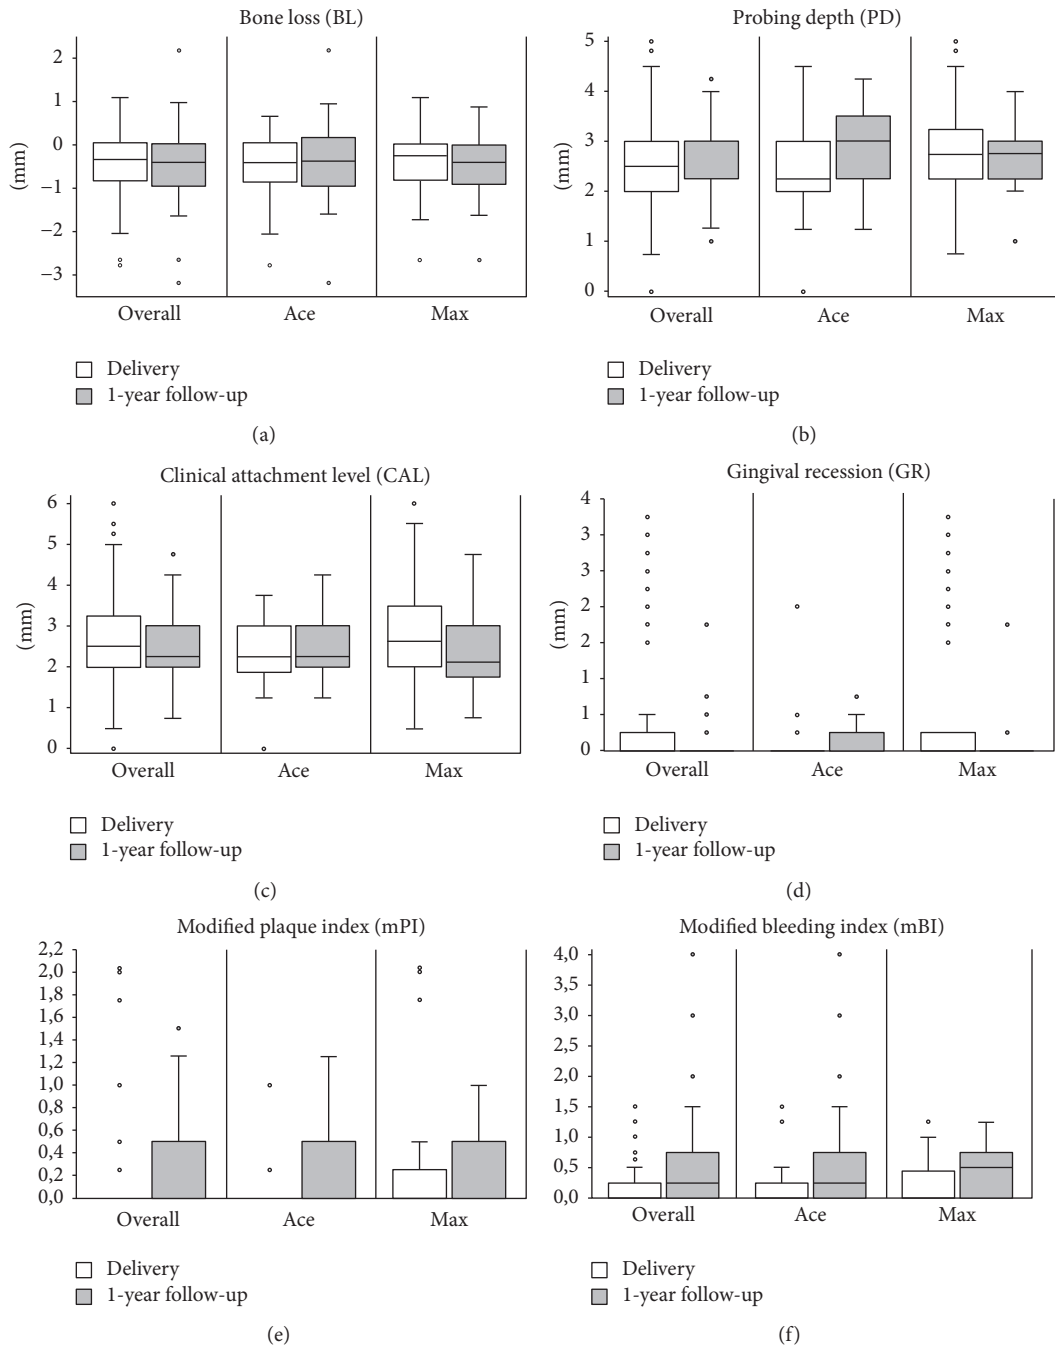 Bone loss (BL)
2
1
−0
−1
−2
−3
(mm)
Overall Ace Max
Delivery
1-year follow-up
(a)
Probing depth (PD)
5
4
3
2
1
0
(mm)
Overall Ace Max
Delivery
1-year follow-up
(b)
Clinical attachment level (CAL)
6
5
4
3
2
1
0
(mm)
Overall Ace Max
Delivery
1-year follow-up
(c)
Gingival recession (GR)
4
3
3
2
2
1
1
0
(mm)
Overall Ace Max
Delivery
1-year follow-up
(d)
Modified plaque index (mPI)
2,2
2,0
1,8
1,6
1,4
1,2
1,0
0,8
0,6
0,4
0,2
0,0
Overall Ace Max
Delivery
1-year follow-up
(e)
Modified bleeding index (mBI)
4,0
3,5
3,0
2,5
2,0
1,5
1,0
0,5
0,0
Overall Ace Max
Delivery
1-year follow-up
(f)